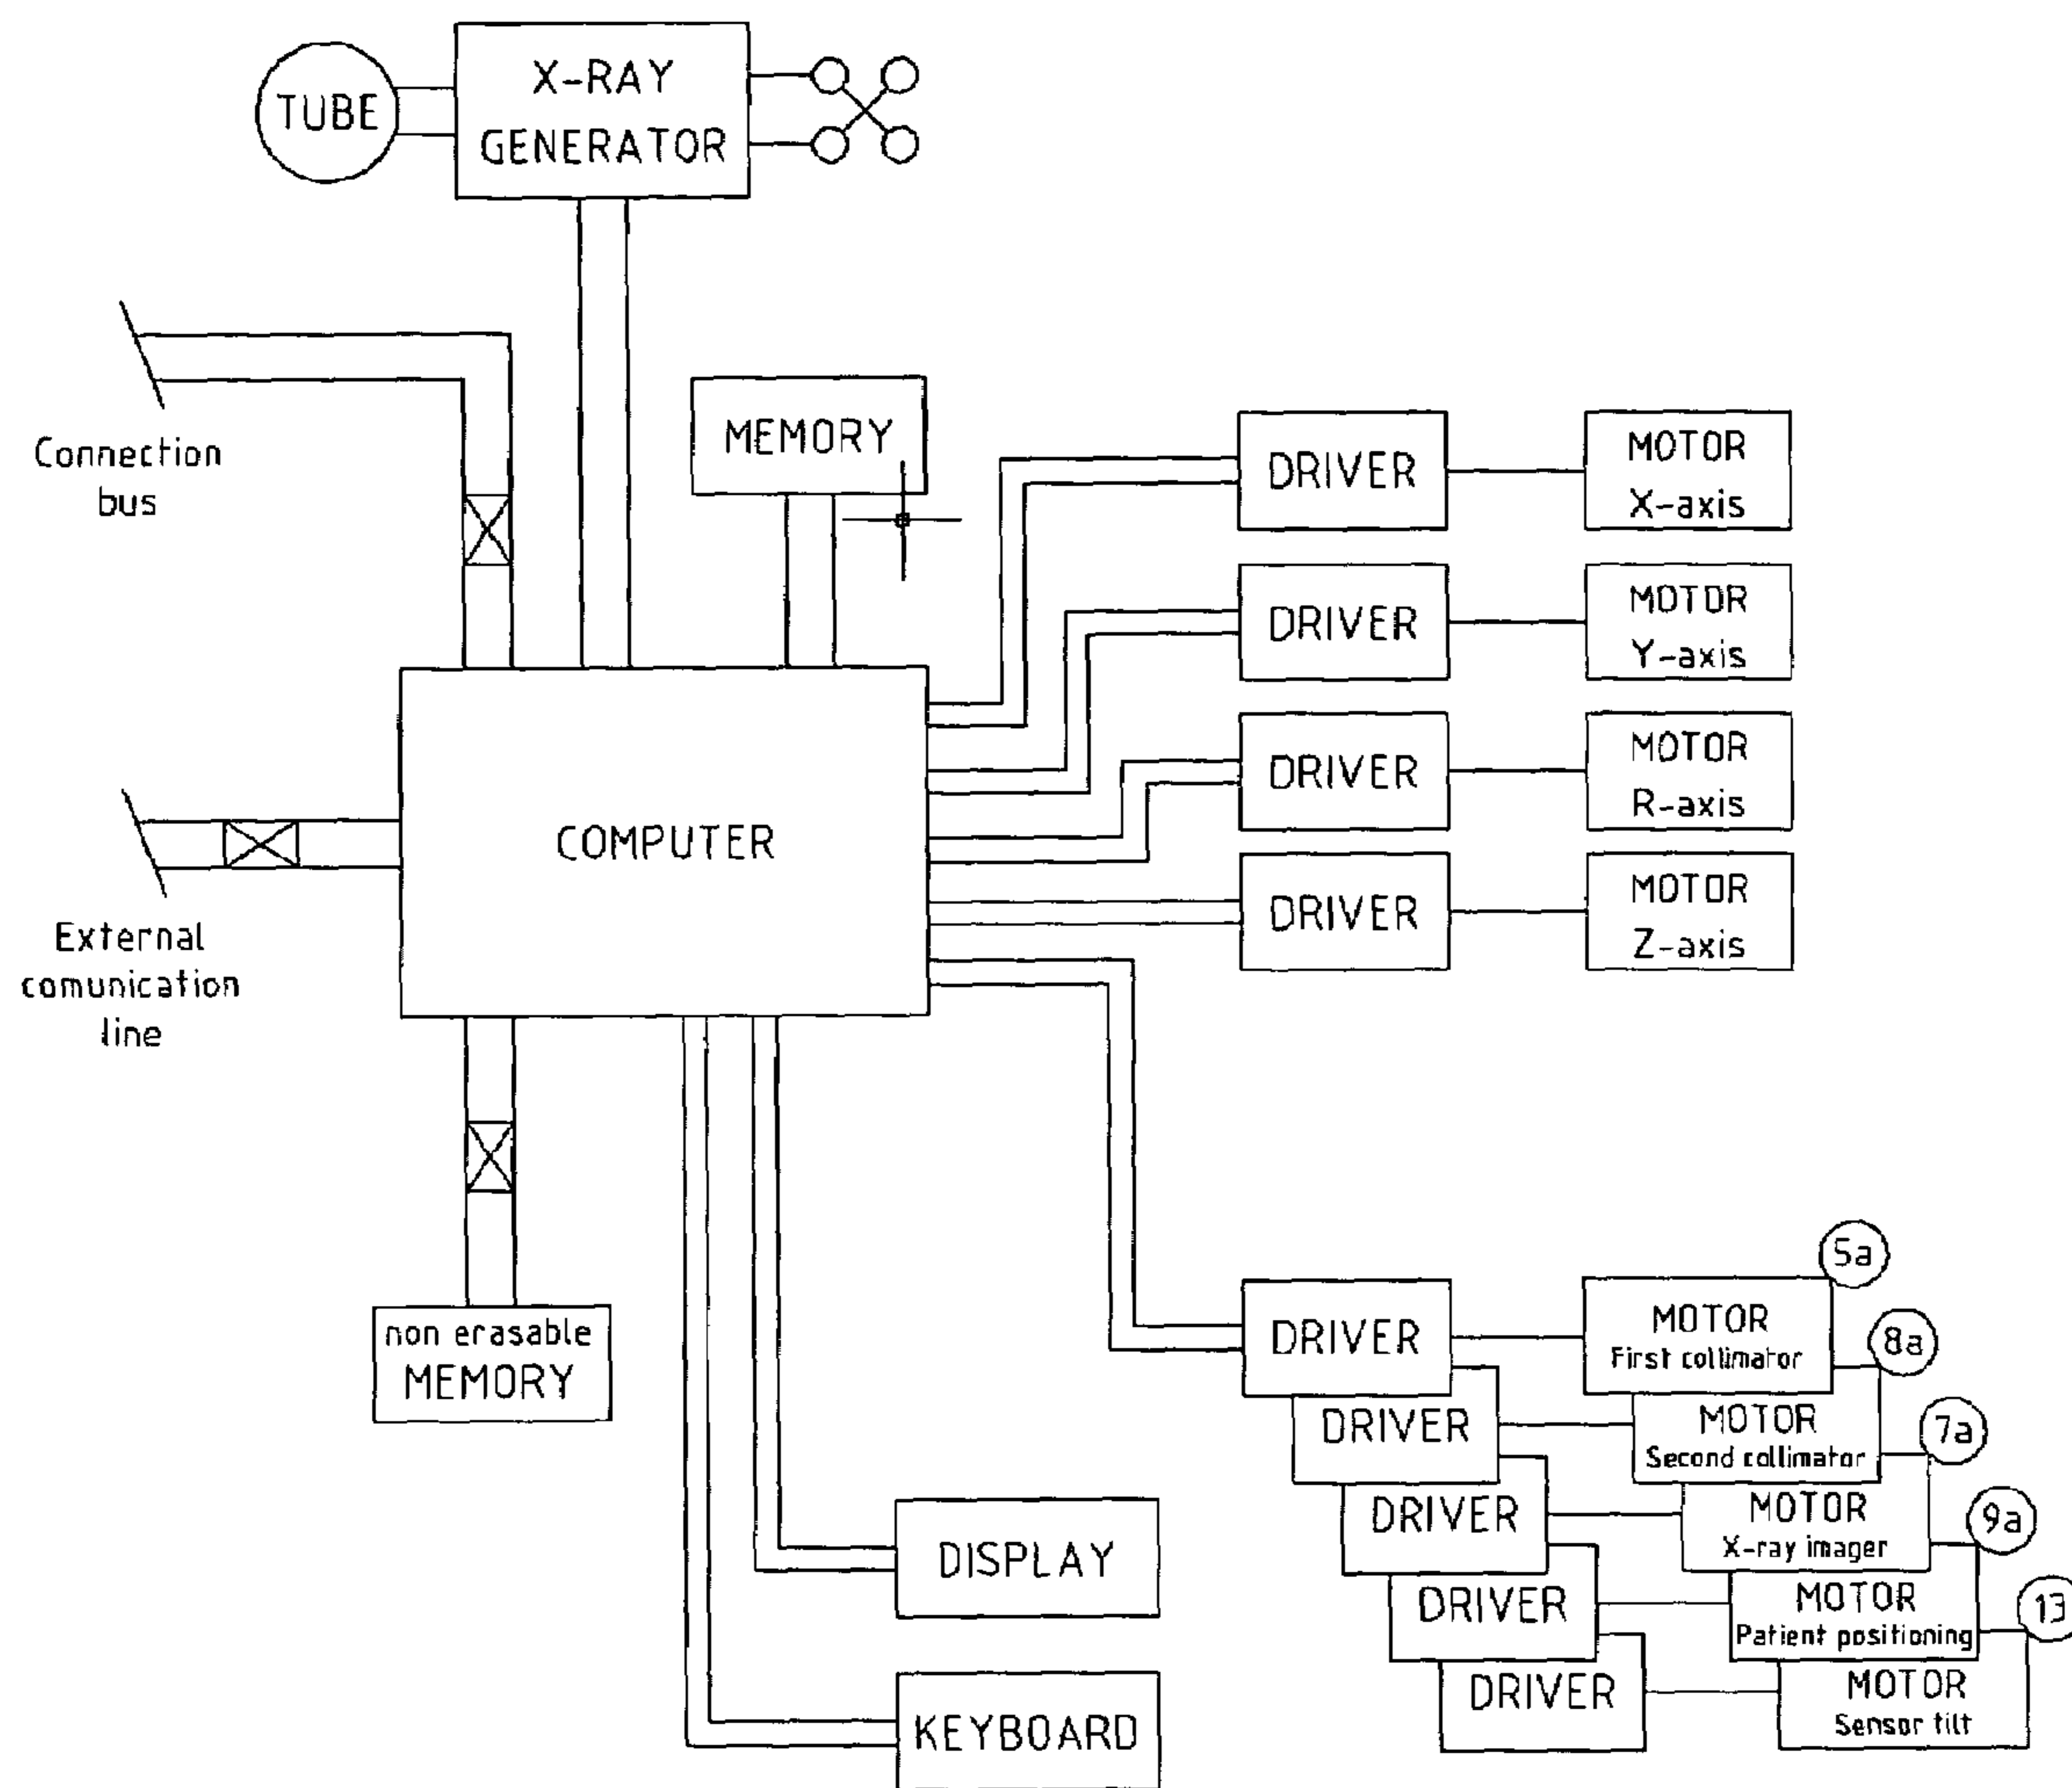 TUBE
X-RAY
GENERATOR
Connection
bus
MEMORY
DRIVER
MOTOR
X-axis
DRIVER
MOTOR
Y-axis
DRIVER
MOTOR
R-axis
COMPUTER
DRIVER
MOTOR
Z-axis
External
comunication
line
non erasable
MEMORY
DISPLAY
KEYBOARD
DRIVER
MOTOR
First collimator
5a
DRIVER
MOTOR
Second collimator
8a
DRIVER
MOTOR
X-ray imager
7a
DRIVER
MOTOR
Patient positioning
9a
DRIVER
MOTOR
Sensor tilt
13